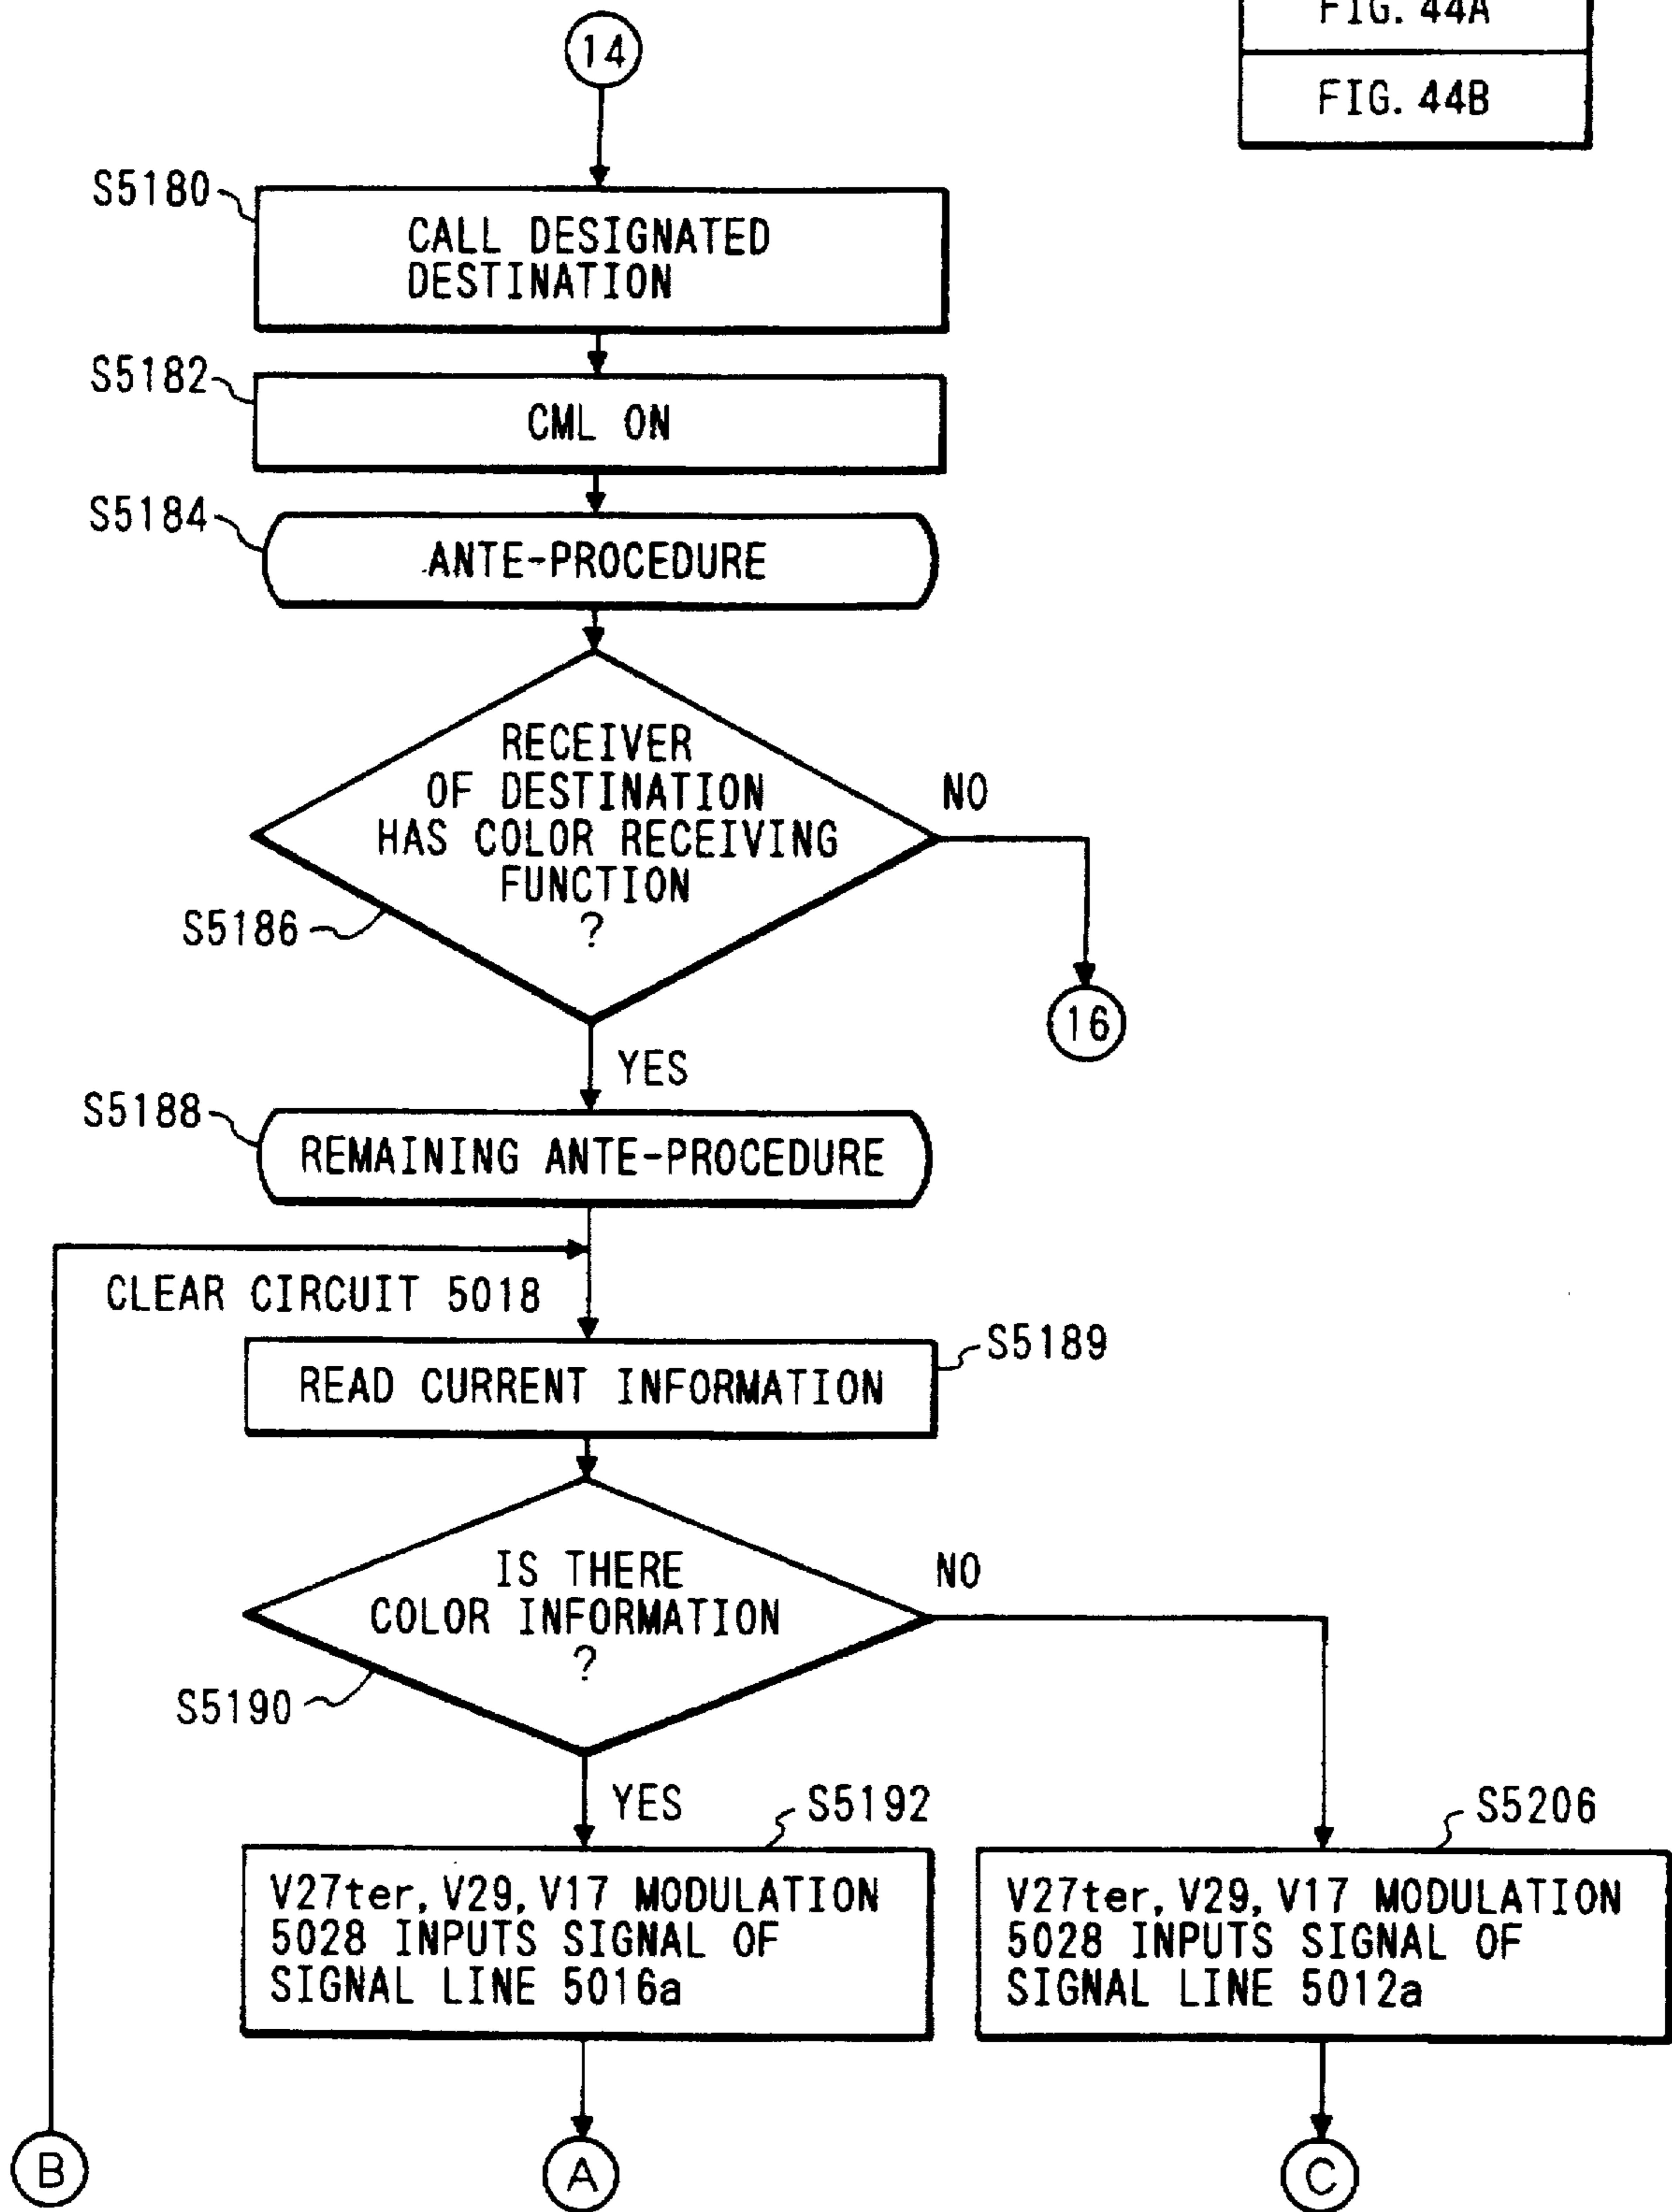 FIG. 44A
FIG. 44B
14
S5180
CALL DESIGNATED
DESTINATION
S5182
CML ON
S5184
ANTE-PROCEDURE
RECEIVER
OF DESTINATION
HAS COLOR RECEIVING
FUNCTION
?
NO
S5186
16
YES
S5188
REMAINING ANTE-PROCEDURE
CLEAR CIRCUIT 5018
S5189
READ CURRENT INFORMATION
IS THERE
COLOR INFORMATION
?
NO
S5190
YES
S5192
V27ter, V29, V17 MODULATION
5028 INPUTS SIGNAL OF
SIGNAL LINE 5016a
S5206
V27ter, V29, V17 MODULATION
5028 INPUTS SIGNAL OF
SIGNAL LINE 5012a
B
A
C